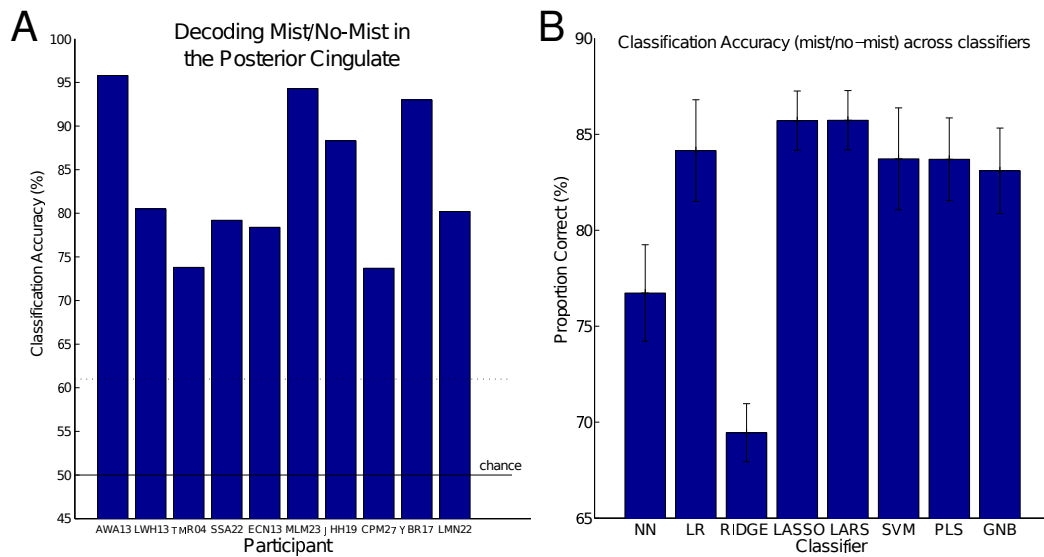 A
Decoding Mist/No-Mist in
the Posterior Cingulate
Classification Accuracy (%)
100
95
90
85
80
75
70
65
60
55
50
45
chance
AWA13 LWH13 TMR04 SSA22 ECN13 MLM23 JHH19 CPM27 YBR17 LMN22
Participant
B
Classification Accuracy (mist/no−mist) across classifiers
Proportion Correct (%)
90
85
80
75
70
65
NN LR RIDGE LASSO LARS SVM PLS GNB
Classifier